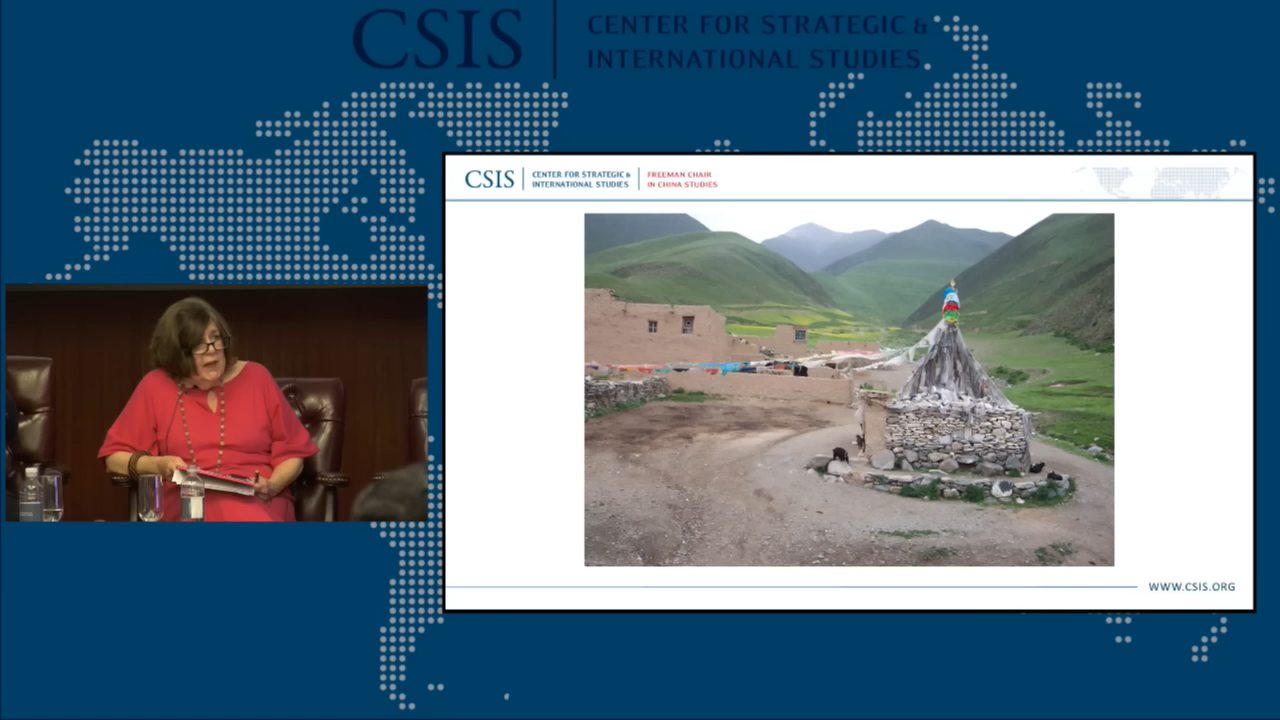 CSIS
CENTER FOR STRATEGIC &
INTERNATIONAL STUDIES
CSIS
CENTER FOR STRATEGIC &
INTERNATIONAL STUDIES
FREEMAN CHAIR
IN CHINA STUDIES
WWW.CSIS.ORG